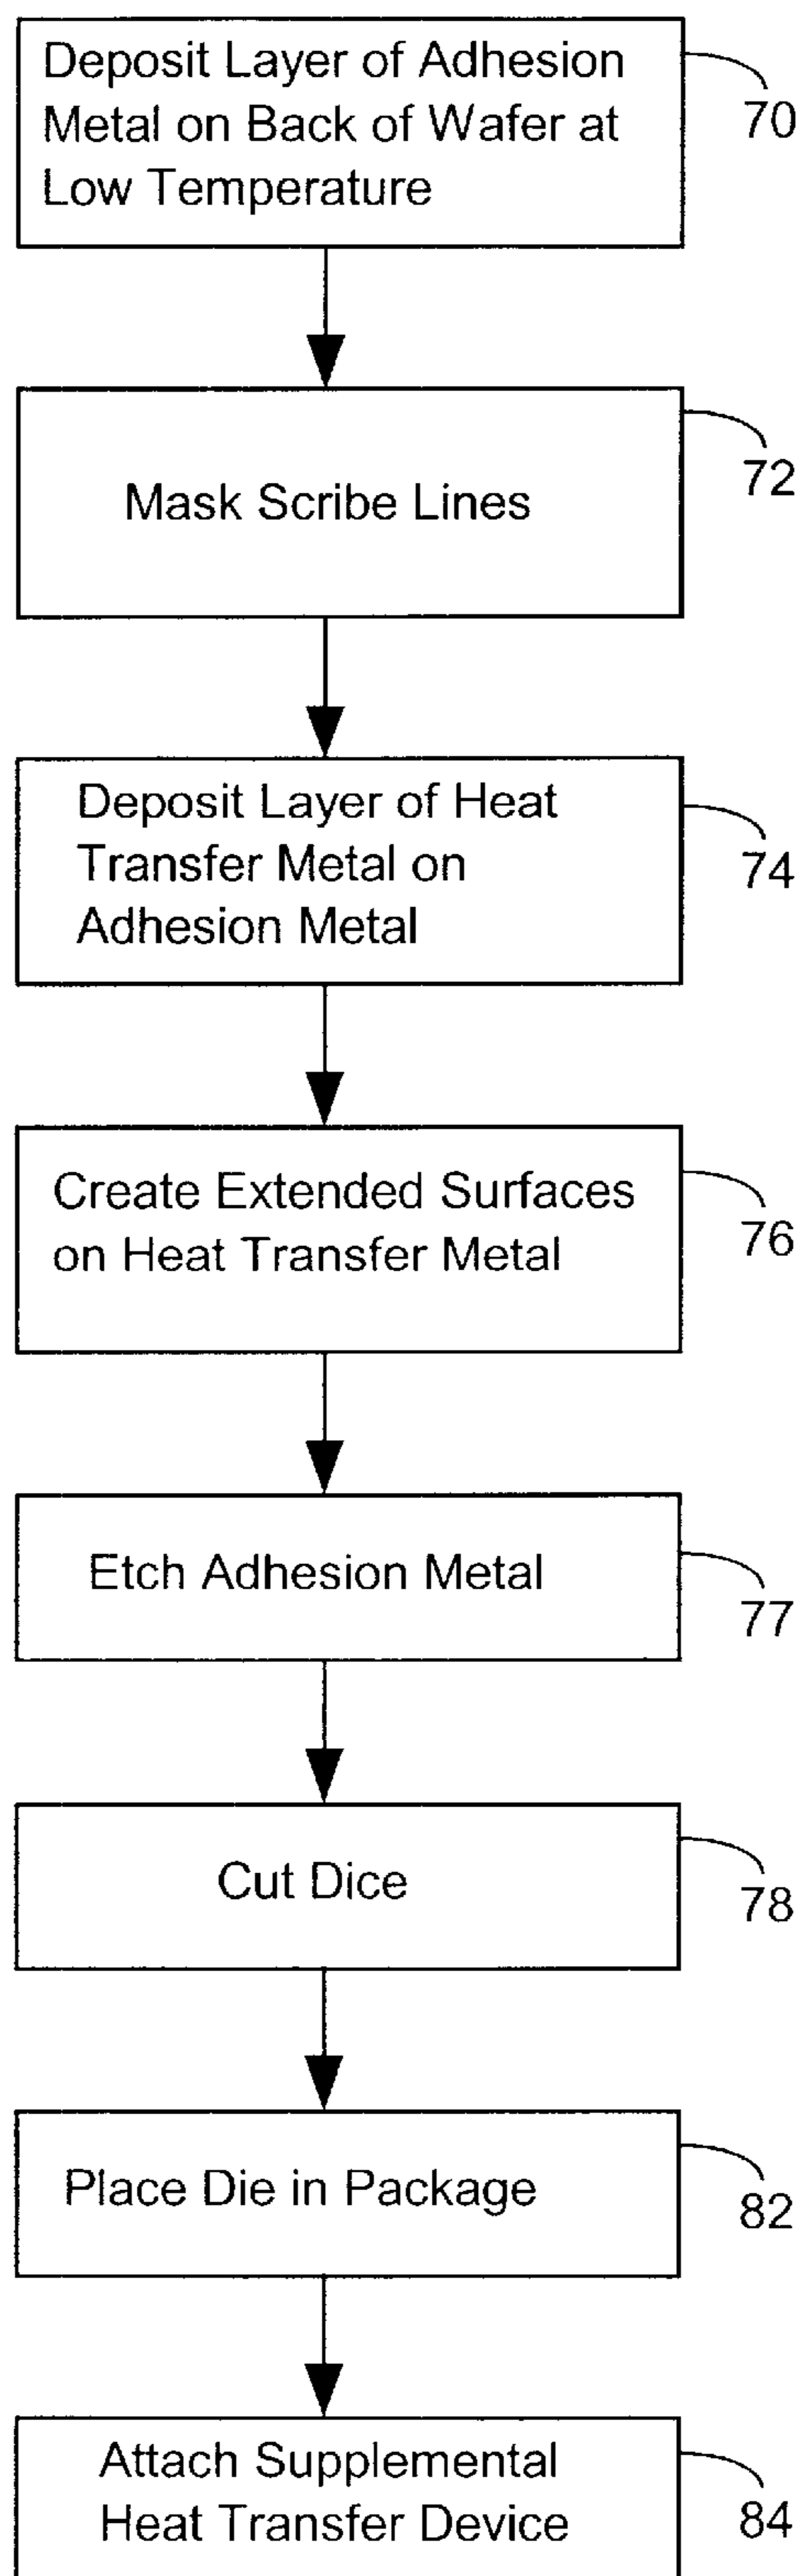 Deposit Layer of Adhesion
Metal on Back of Wafer at
Low Temperature
70
Mask Scribe Lines
72
Deposit Layer of Heat
Transfer Metal on
Adhesion Metal
74
Create Extended Surfaces
on Heat Transfer Metal
76
Etch Adhesion Metal
77
Cut Dice
78
Place Die in Package
82
Attach Supplemental
Heat Transfer Device
84